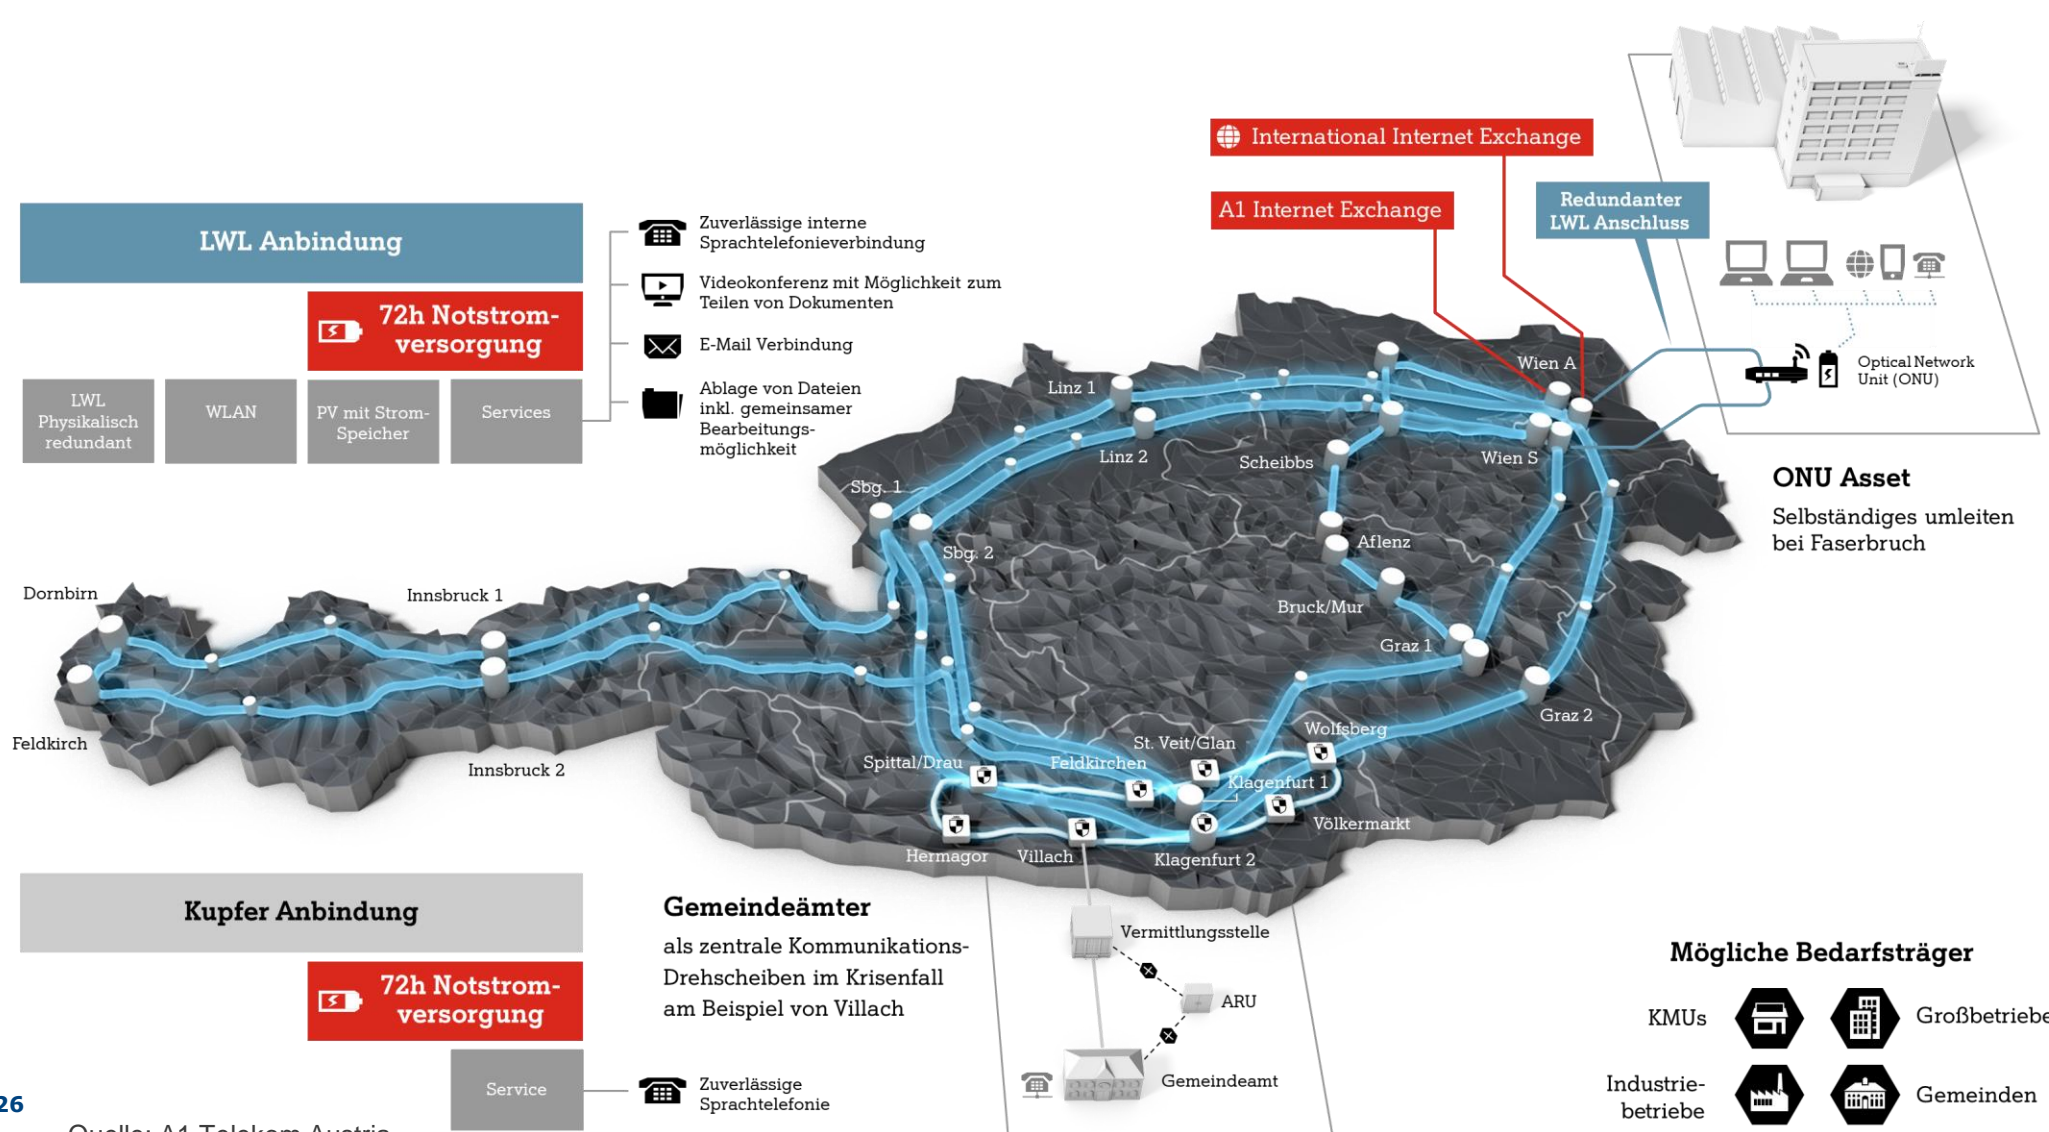 International Internet Exchange
A1 Internet Exchange
Redundanter
LWL Anschluss
LWL Anbindung
72h Notstrom-
versorgung
LWL
Physikalisch
redundant
WLAN
PV mit Strom-
Speicher
Services
Zuverlässige interne
Sprachtelefonieverbindung
Videokonferenz mit Möglichkeit zum
Teilen von Dokumenten
E-Mail Verbindung
Ablage von Dateien
inkl. gemeinsamer
Bearbeitungs-
möglichkeit
Optical Network
Unit (ONU)
ONU Asset
Selbständiges umleiten
bei Faserbruch
Wien A
Linz 1
Linz 2
Scheibbs
Wien S
Sbg. 1
Sbg. 2
Aflenz
Bruck/Mur
Graz 1
Graz 2
Dornbirn
Innsbruck 1
Feldkirch
Innsbruck 2
Wolfsberg
St. Veit/Glan
Spittal/Drau
Feldkirchen
Klagenfurt 1
Völkermarkt
Hermagor
Villach
Klagenfurt 2
Kupfer Anbindung
72h Notstrom-
versorgung
Service
Zuverlässige
Sprachtelefonie
Gemeindeämter
als zentrale Kommunikations-
Drehscheiben im Krisenfall
am Beispiel von Villach
Vermittlungsstelle
ARU
Gemeindeamt
Mögliche Bedarfsträger
KMUs
Großbetriebe
Industrie-
betriebe
Gemeinden
26
Quelle: A1 Telekom Austria